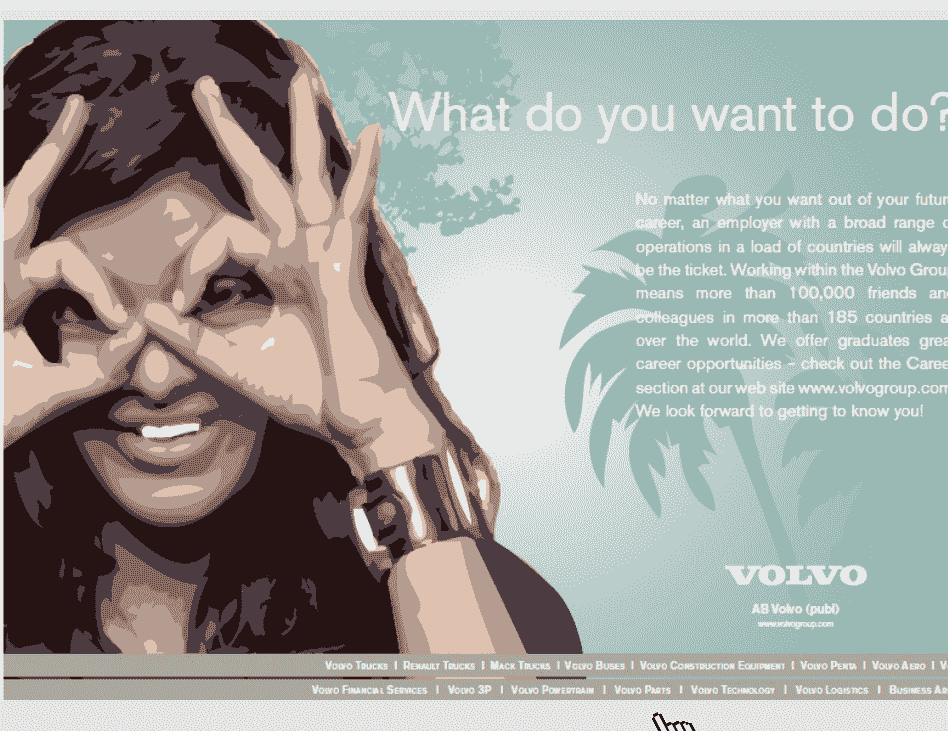 What do you want to do?
No matter what you want out of your futur
career, an employer with a broad range o
operations in a load of countries will alway
be the ticket. Working within the Volvo Grou
means more than 100,000 friends an
colleagues in more than 185 countries a
over the world. We offer graduates grea
career opportunities – check out the Caree
section at our web site www.volvogroup.com
We look forward to getting to know you!
VOLVO
AB Volvo (publ)
www.volvogroup.com
Volvo Trucks | Renault Trucks | Mack Trucks | Volvo Buses | Volvo Construction Equipment | Volvo Penta | Volvo Aero | V
Volvo Financial Services | Volvo 3P | Volvo Powertrain | Volvo Parts | Volvo Technology | Volvo Logistics | Business Ar